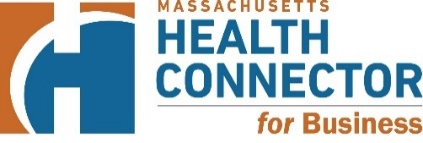 MASSACHUSETTS
HEALTH
CONNECTOR
for Business